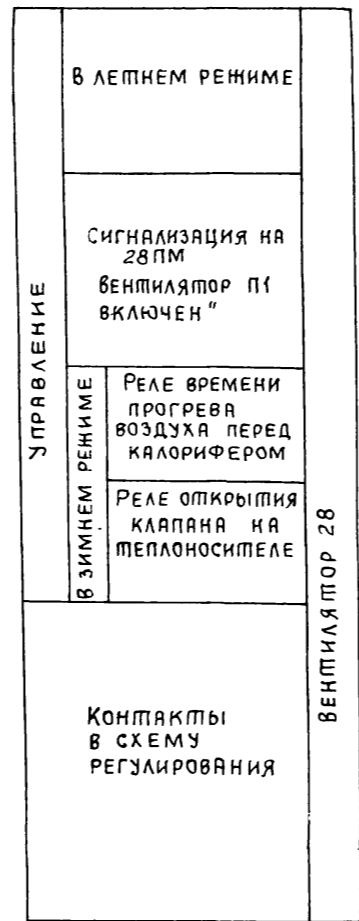 В ЛЕТНЕМ РЕЖИМЕ
СИГНАЛИЗАЦИЯ НА
28ПМ
ВЕНТИЛЯТОР П1
ВКЛЮЧЕН"
УПРАВЛЕНИЕ
В ЗИМНЕМ РЕЖИМЕ
РЕЛЕ ВРЕМЕНИ
ПРОГРЕВА
ВОЗДУХА ПЕРЕД
КАЛОРИФЕРОМ
РЕЛЕ ОТКРЫТИЯ
КЛАПАНА НА
ТЕПЛОНОСИТЕЛЕ
ВЕНТИЛЯТОР 28
КОНТАКТЫ
В СХЕМУ
РЕГУЛИРОВАНИЯ